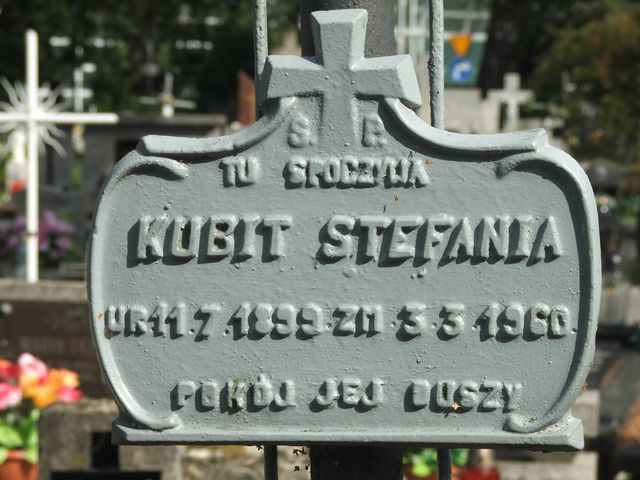 Ś. P.
TU SPOCZYWA
KUBIT STEFANIA
UR. 11. 7. 1899. ZM. 3. 3. 1960.
POKÓJ JEJ DUSZY